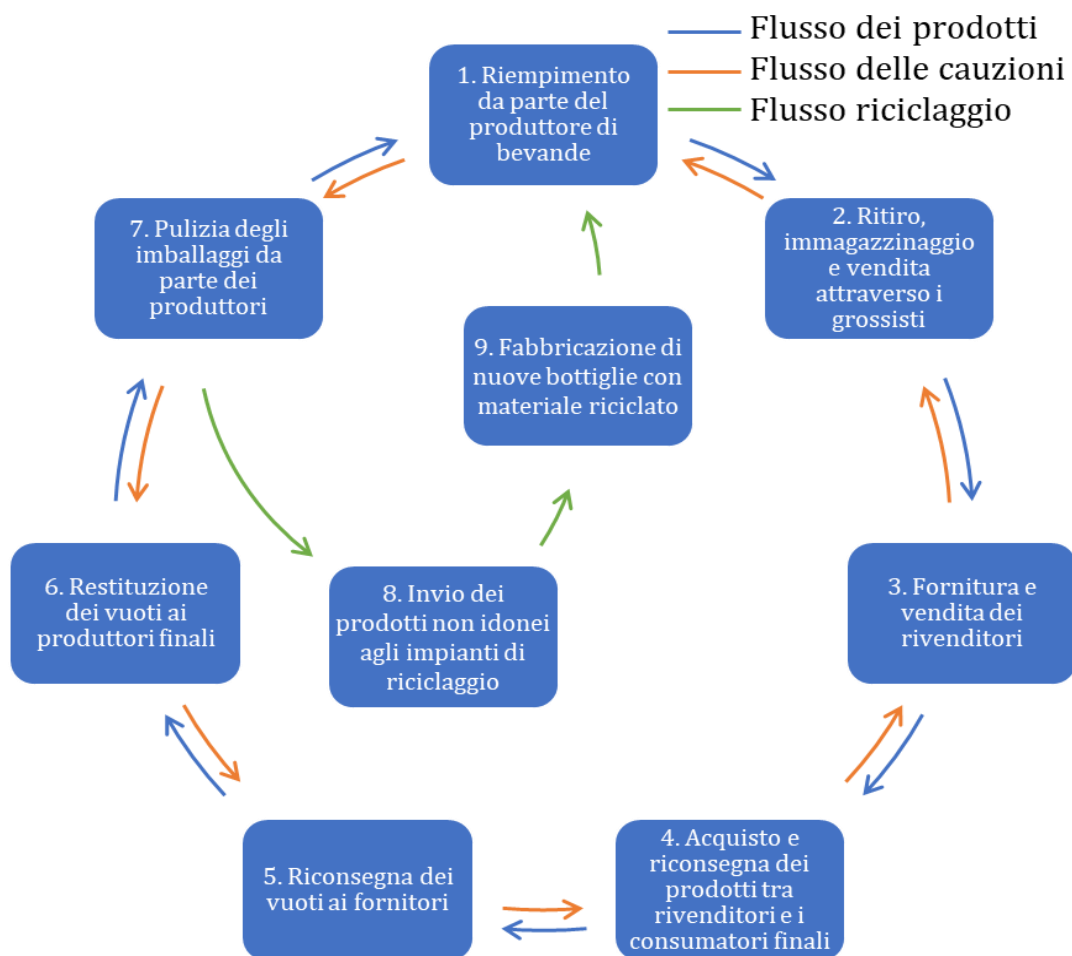 Flusso dei prodotti
Flusso delle cauzioni
Flusso riciclaggio
1. Riempimento
da parte del
produttore di
bevande
2. Ritiro,
immagazzinaggio
e vendita
attraverso i
grossisti
3. Fornitura e
vendita dei
rivenditori
4. Acquisto e
riconsegna dei
prodotti tra
rivenditori e i
consumatori finali
5. Riconsegna dei
vuoti ai fornitori
6. Restituzione
dei vuoti ai
produttori finali
7. Pulizia degli
imballaggi da
parte dei
produttori
8. Invio dei
prodotti non idonei
agli impianti di
riciclaggio
9. Fabbricazione di
nuove bottiglie con
materiale riciclato